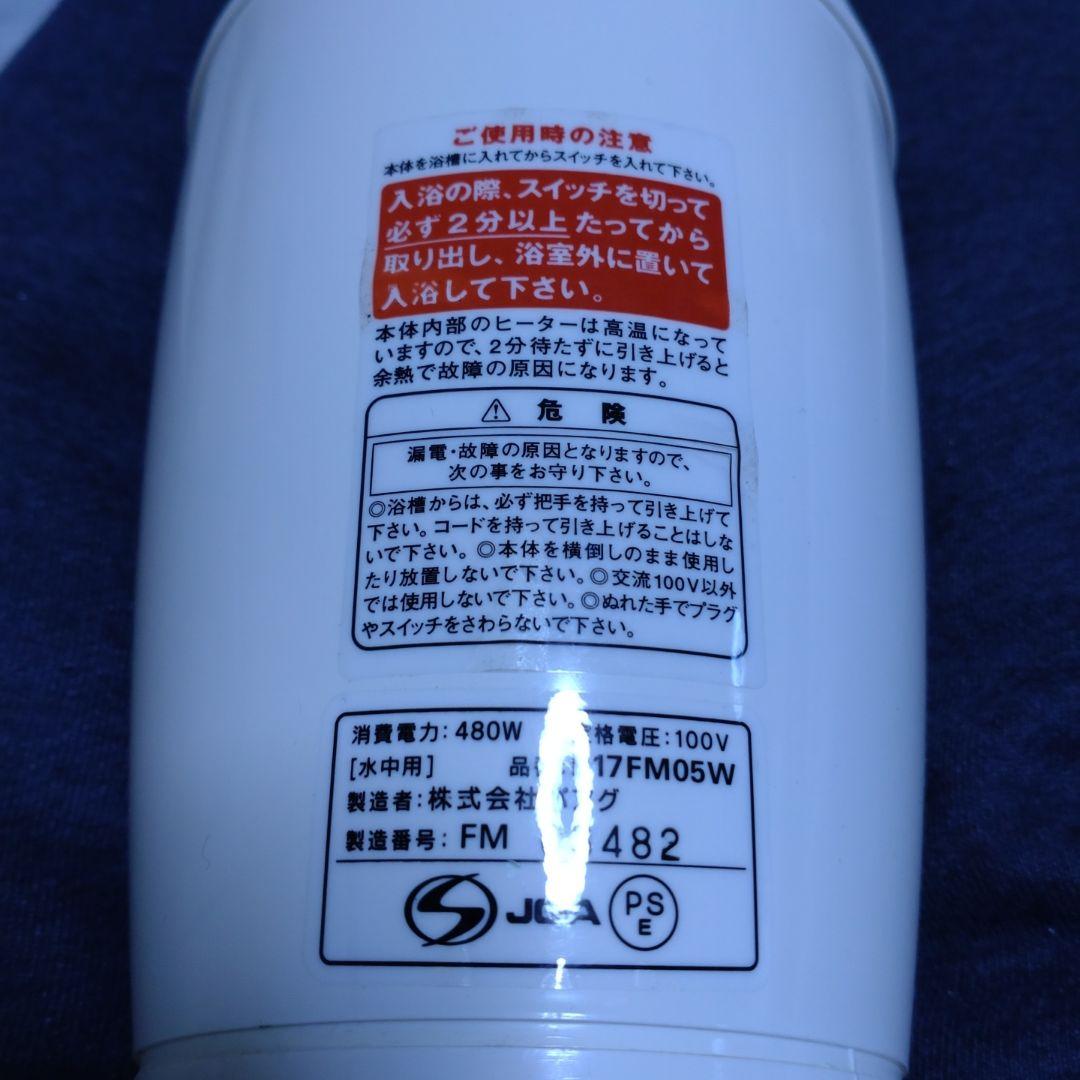 ご使用時の注意
本体を浴槽に入れてからスイッチを入れて下さい。
入浴の際、スイッチを切って
必ず2分以上たってから
取り出し、浴室外に置いて
入浴して下さい。
本体内部のヒーターは高温になって
いますので、2分待たずに引き上げると
余熱で故障の原因になります。
⚠ 危険
漏電・故障の原因となりますので、
次の事をお守り下さい。
◎浴槽からは、必ず把手を持って引き上げて
下さい。コードを持って引き上げることはしな
いで下さい。◎本体を横倒しのまま使用し
たり放置しないで下さい。◎交流100V以外
では使用しないで下さい。◎ぬれた手でプラグ
やスイッチをさわらないで下さい。
消費電力:480W 格電圧:100V
[水中用] 品 17FM05W
製造者:株式会社 グ
製造番号:FM 482
PS
E